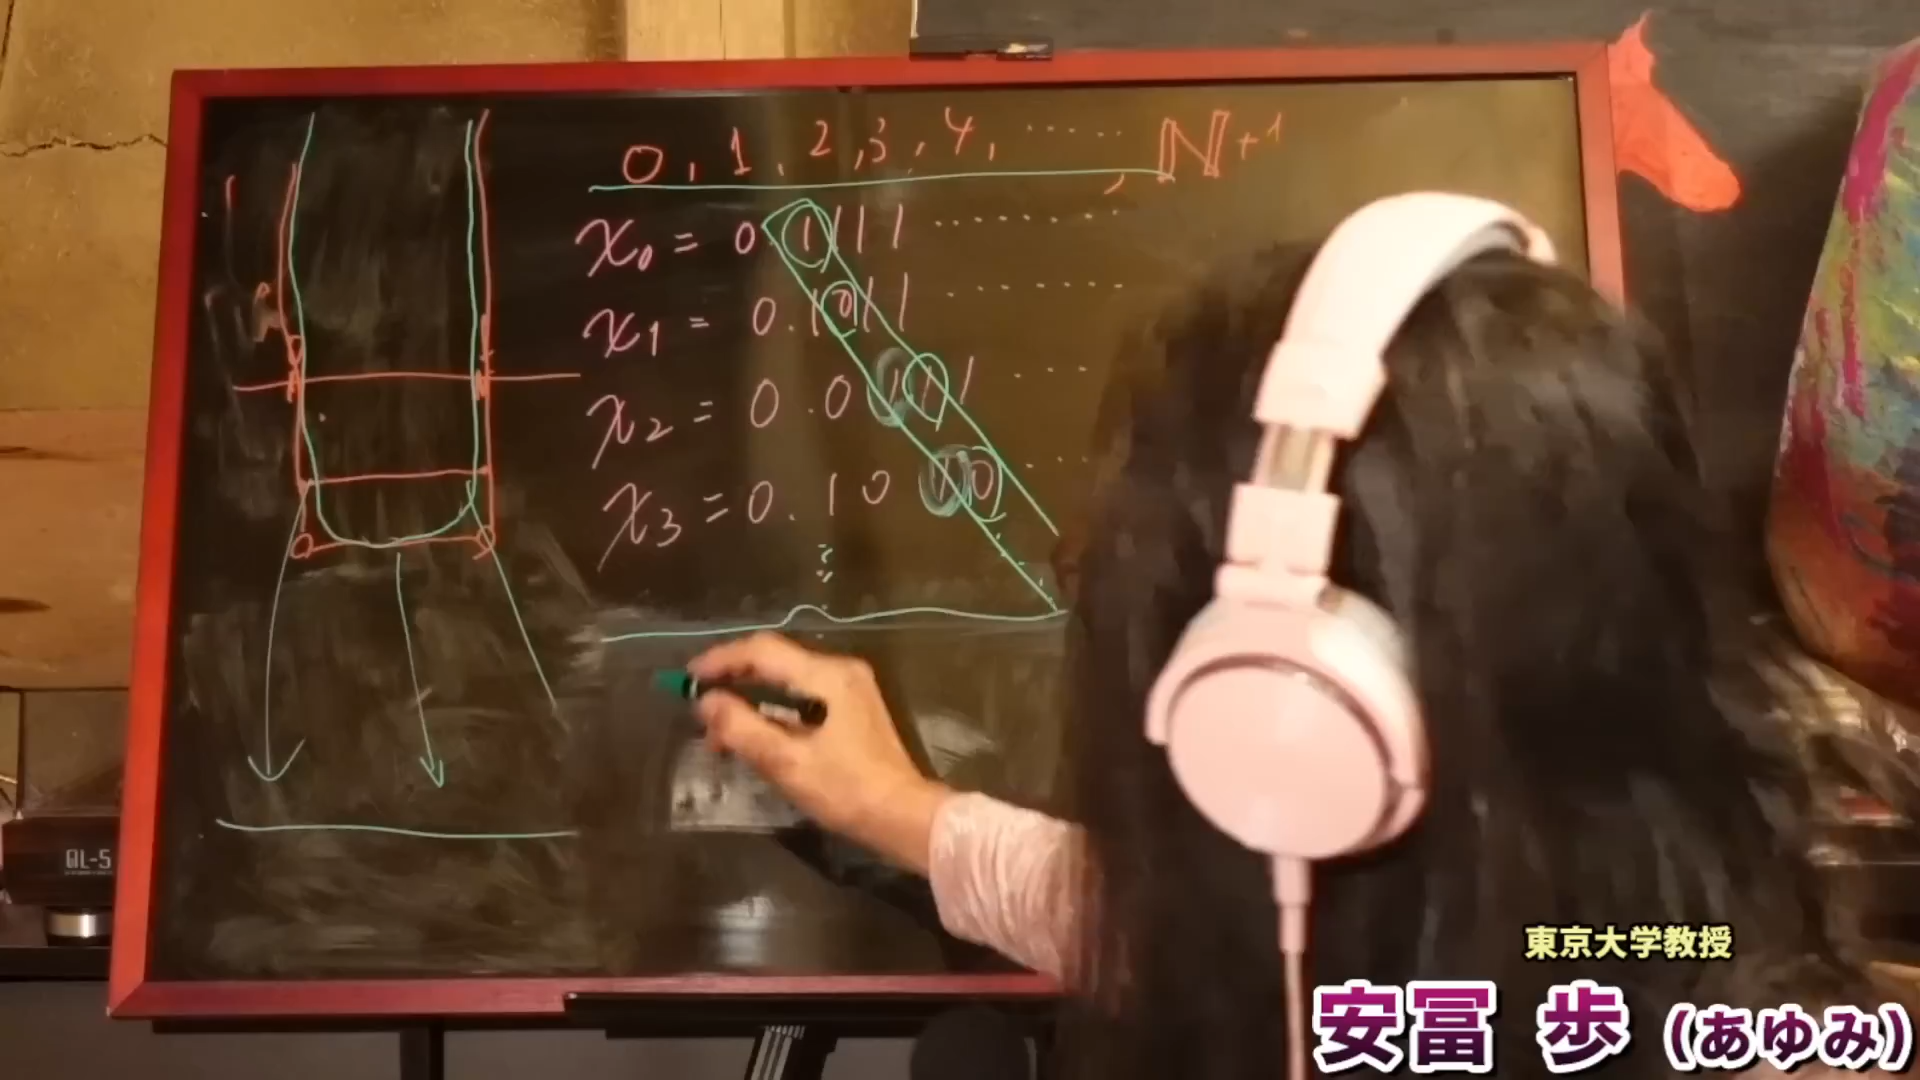 0, 1, 2, 3, 4, ......, ℕ+1
x₀ = 0.1111........
x₁ = 0.1011........
x₂ = 0.0111....
x₃ = 0.1010....
QL-5
東京大学教授
安冨 歩 (あゆみ)